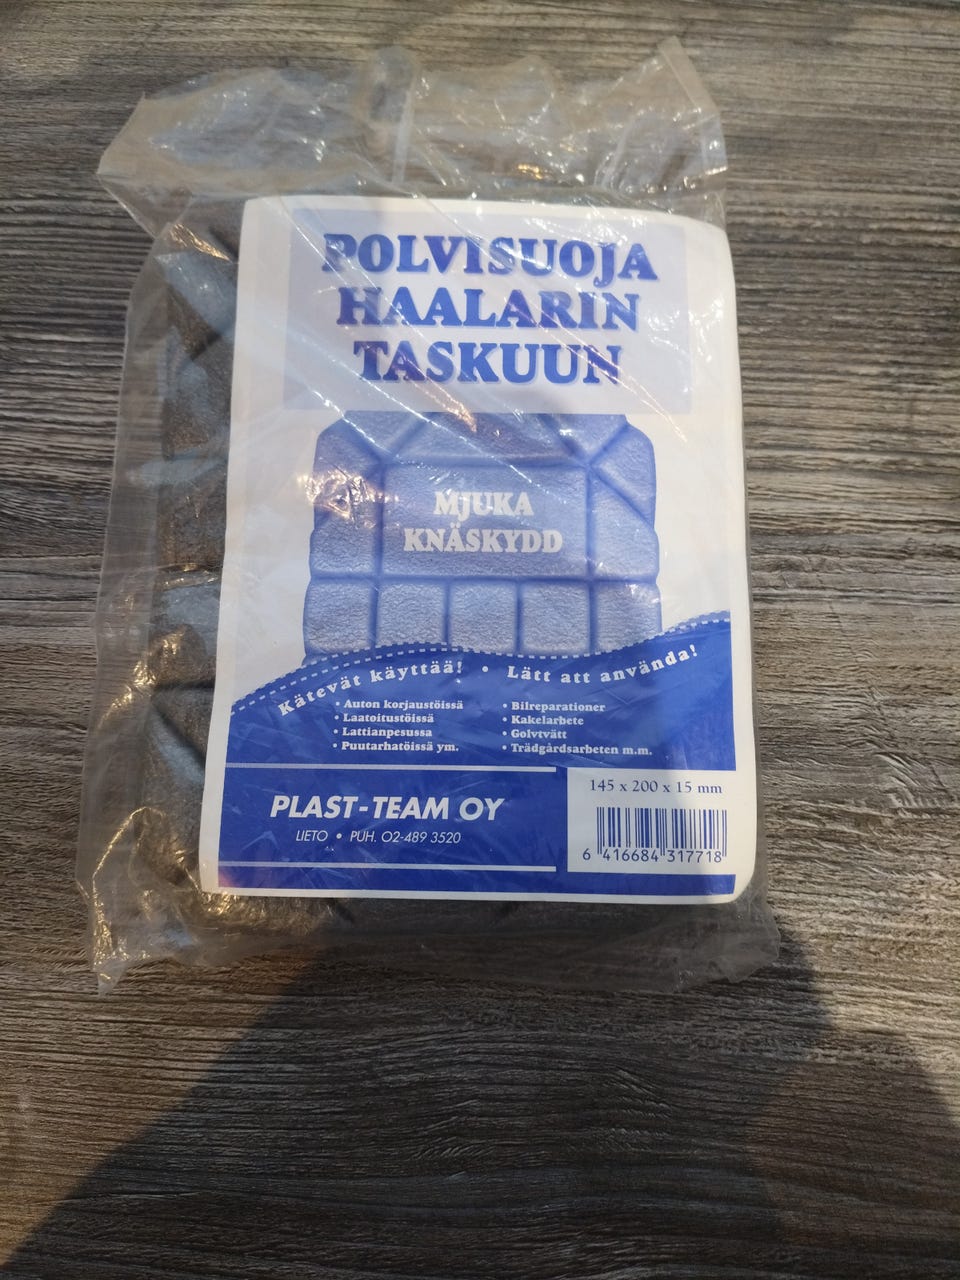 POLVISUOJA
HAALARIN
TASKUUN
MJUKA
KNÄSKYDD
Kätevät käyttää! • Lätt att använda!
• Auton korjaustöissä
• Laatoitustöissä
• Lattianpesussa
• Puutarhatöissä ym.
• Bilreparationer
• Kakelarbete
• Golvtvätt
• Trädgårdsarbeten m.m.
PLAST-TEAM OY
LIETO • PUH. 02-489 3520
145 x 200 x 15 mm
6 416684 317718